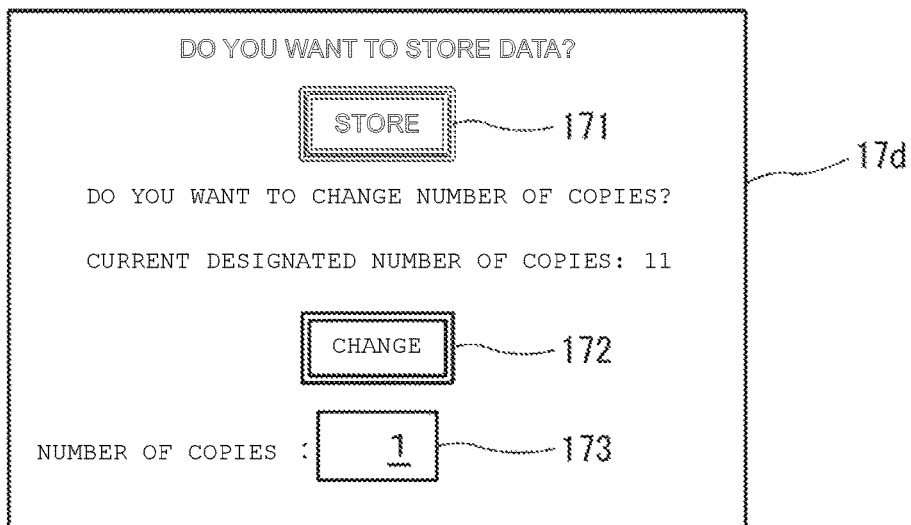 DO YOU WANT TO STORE DATA?
STORE 171
17d
DO YOU WANT TO CHANGE NUMBER OF COPIES?
CURRENT DESIGNATED NUMBER OF COPIES: 11
CHANGE 172
NUMBER OF COPIES : 1 173